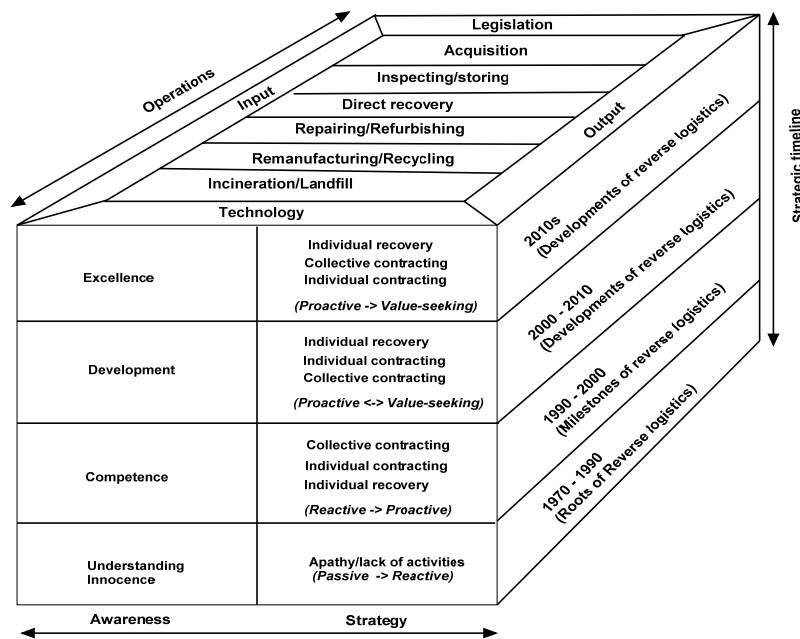 Legislation
Acquisition
Inspecting/storing
Direct recovery
Repairing/Refurbishing
Remanufacturing/Recycling
Incineration/Landfill
Technology
Operations
Input
Output
Excellence
Individual recovery
Collective contracting
Individual contracting
(Proactive -> Value-seeking)
Development
Individual recovery
Individual contracting
Collective contracting
(Proactive <-> Value-seeking)
Competence
Collective contracting
Individual contracting
Individual recovery
(Reactive -> Proactive)
Understanding
Innocence
Apathy/lack of activities
(Passive -> Reactive)
Awareness
Strategy
2010s
(Developments of reverse logistics)
2000 - 2010
(Developments of reverse logistics)
1990 - 2000
(Milestones of reverse logistics)
1970 - 1990
(Roots of Reverse logistics)
Strategic timeline